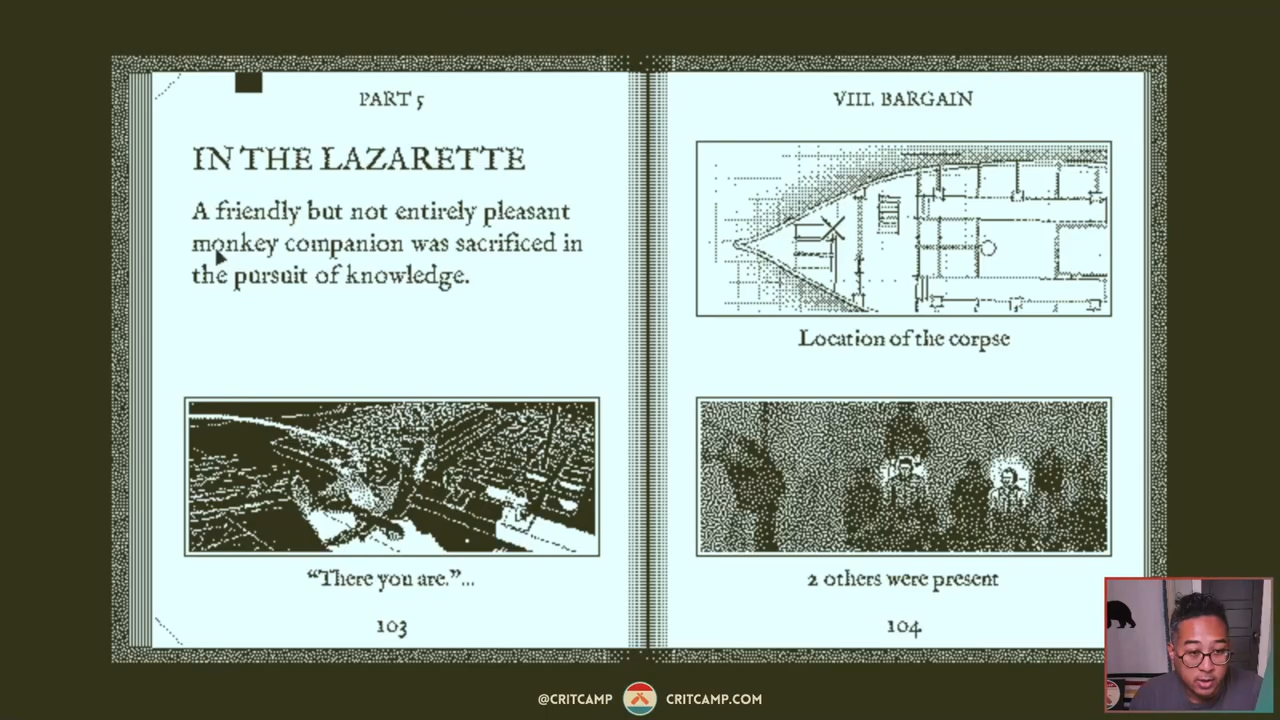 PART 5
IN THE LAZARETTE
A friendly but not entirely pleasant
monkey companion was sacrificed in
the pursuit of knowledge.
"There you are."...
103
VIII. BARGAIN
Location of the corpse
2 others were present
104
@CRITCAMP CRITCAMP.COM